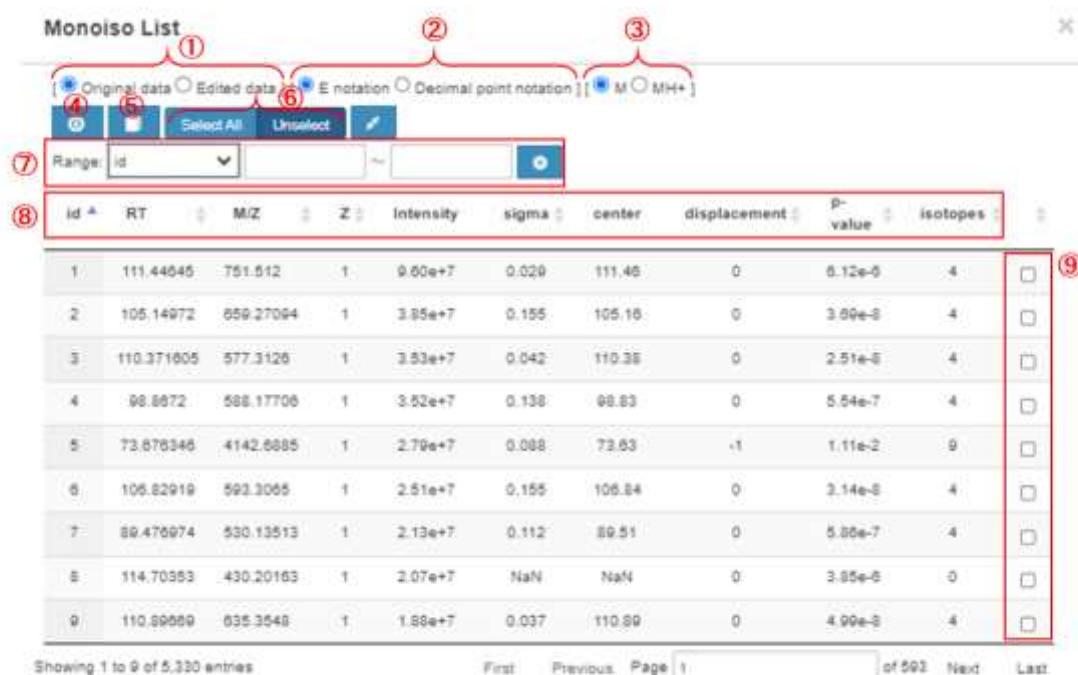 Monoiso List ×
① ② ③
[ Original data Edited data ] [ E notation Decimal point notation ] [ M MH+ ]
④ ⑤ ⑥
Select All Unselect
⑦ Range: id ~
⑧ id RT M/Z Z Intensity sigma center displacement p-value isotopes
⑨
1 111.44645 751.512 1 9.60e+7 0.029 111.46 0 6.12e-6 4
2 105.14972 659.27094 1 3.85e+7 0.155 105.16 0 3.69e-8 4
3 110.371605 577.3126 1 3.53e+7 0.042 110.38 0 2.51e-8 4
4 98.8672 588.17706 1 3.52e+7 0.138 98.83 0 5.54e-7 4
5 73.676346 4142.6885 1 2.79e+7 0.088 73.63 -1 1.11e-2 9
6 106.82919 593.3065 1 2.51e+7 0.155 106.84 0 3.14e-8 4
7 89.476974 530.13513 1 2.13e+7 0.112 89.51 0 5.86e-7 4
8 114.70353 430.20163 1 2.07e+7 NaN NaN 0 3.85e-6 0
9 110.89669 635.3548 1 1.88e+7 0.037 110.89 0 4.99e-8 4
Showing 1 to 9 of 5,330 entries First Previous Page 1 of 593 Next Last